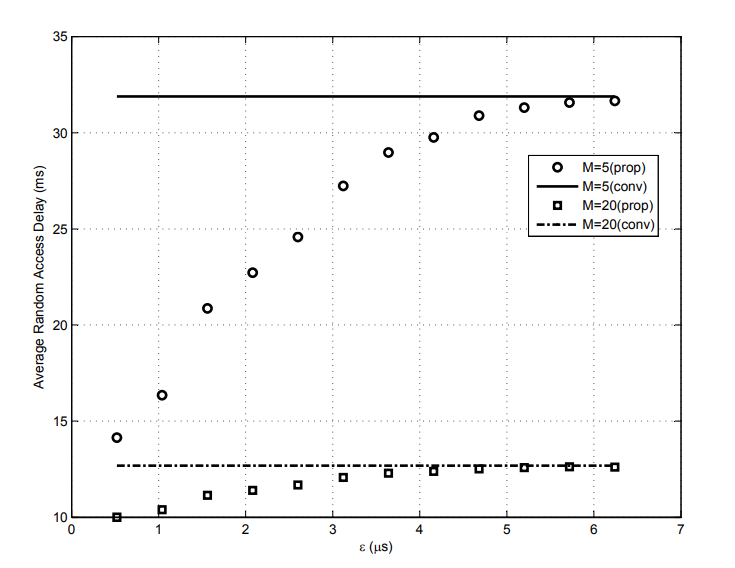 35
30
25
20
15
10
Average Random Access Delay (ms)
M=5(prop)
M=5(conv)
M=20(prop)
M=20(conv)
0 1 2 3 4 5 6 7
ε (μs)